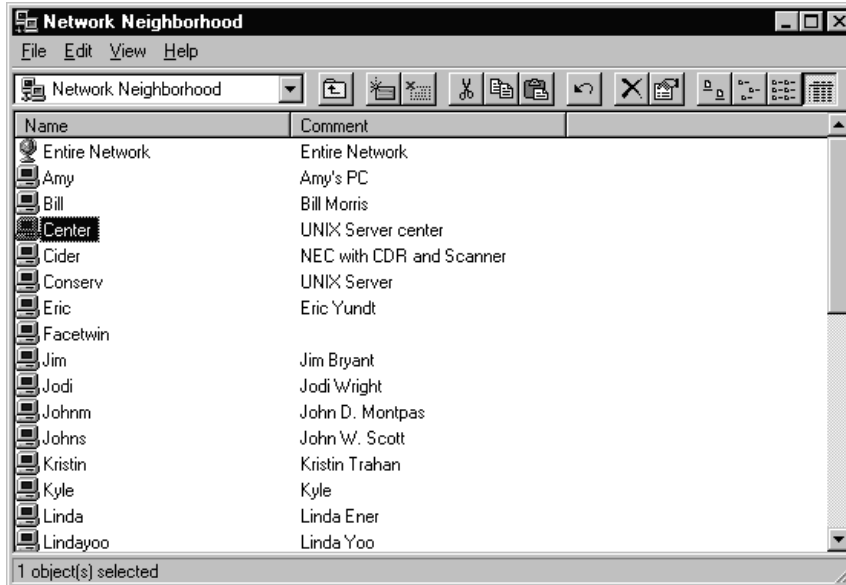 Network Neighborhood
File Edit View Help
Network Neighborhood
Name Comment
Entire Network Entire Network
Amy Amy's PC
Bill Bill Morris
Center UNIX Server center
Cider NEC with CDR and Scanner
Conserv UNIX Server
Eric Eric Yundt
Facetwin
Jim Jim Bryant
Jodi Jodi Wright
Johnm John D. Montpas
Johns John W. Scott
Kristin Kristin Trahan
Kyle Kyle
Linda Linda Ener
Lindayoo Linda Yoo
1 object(s) selected